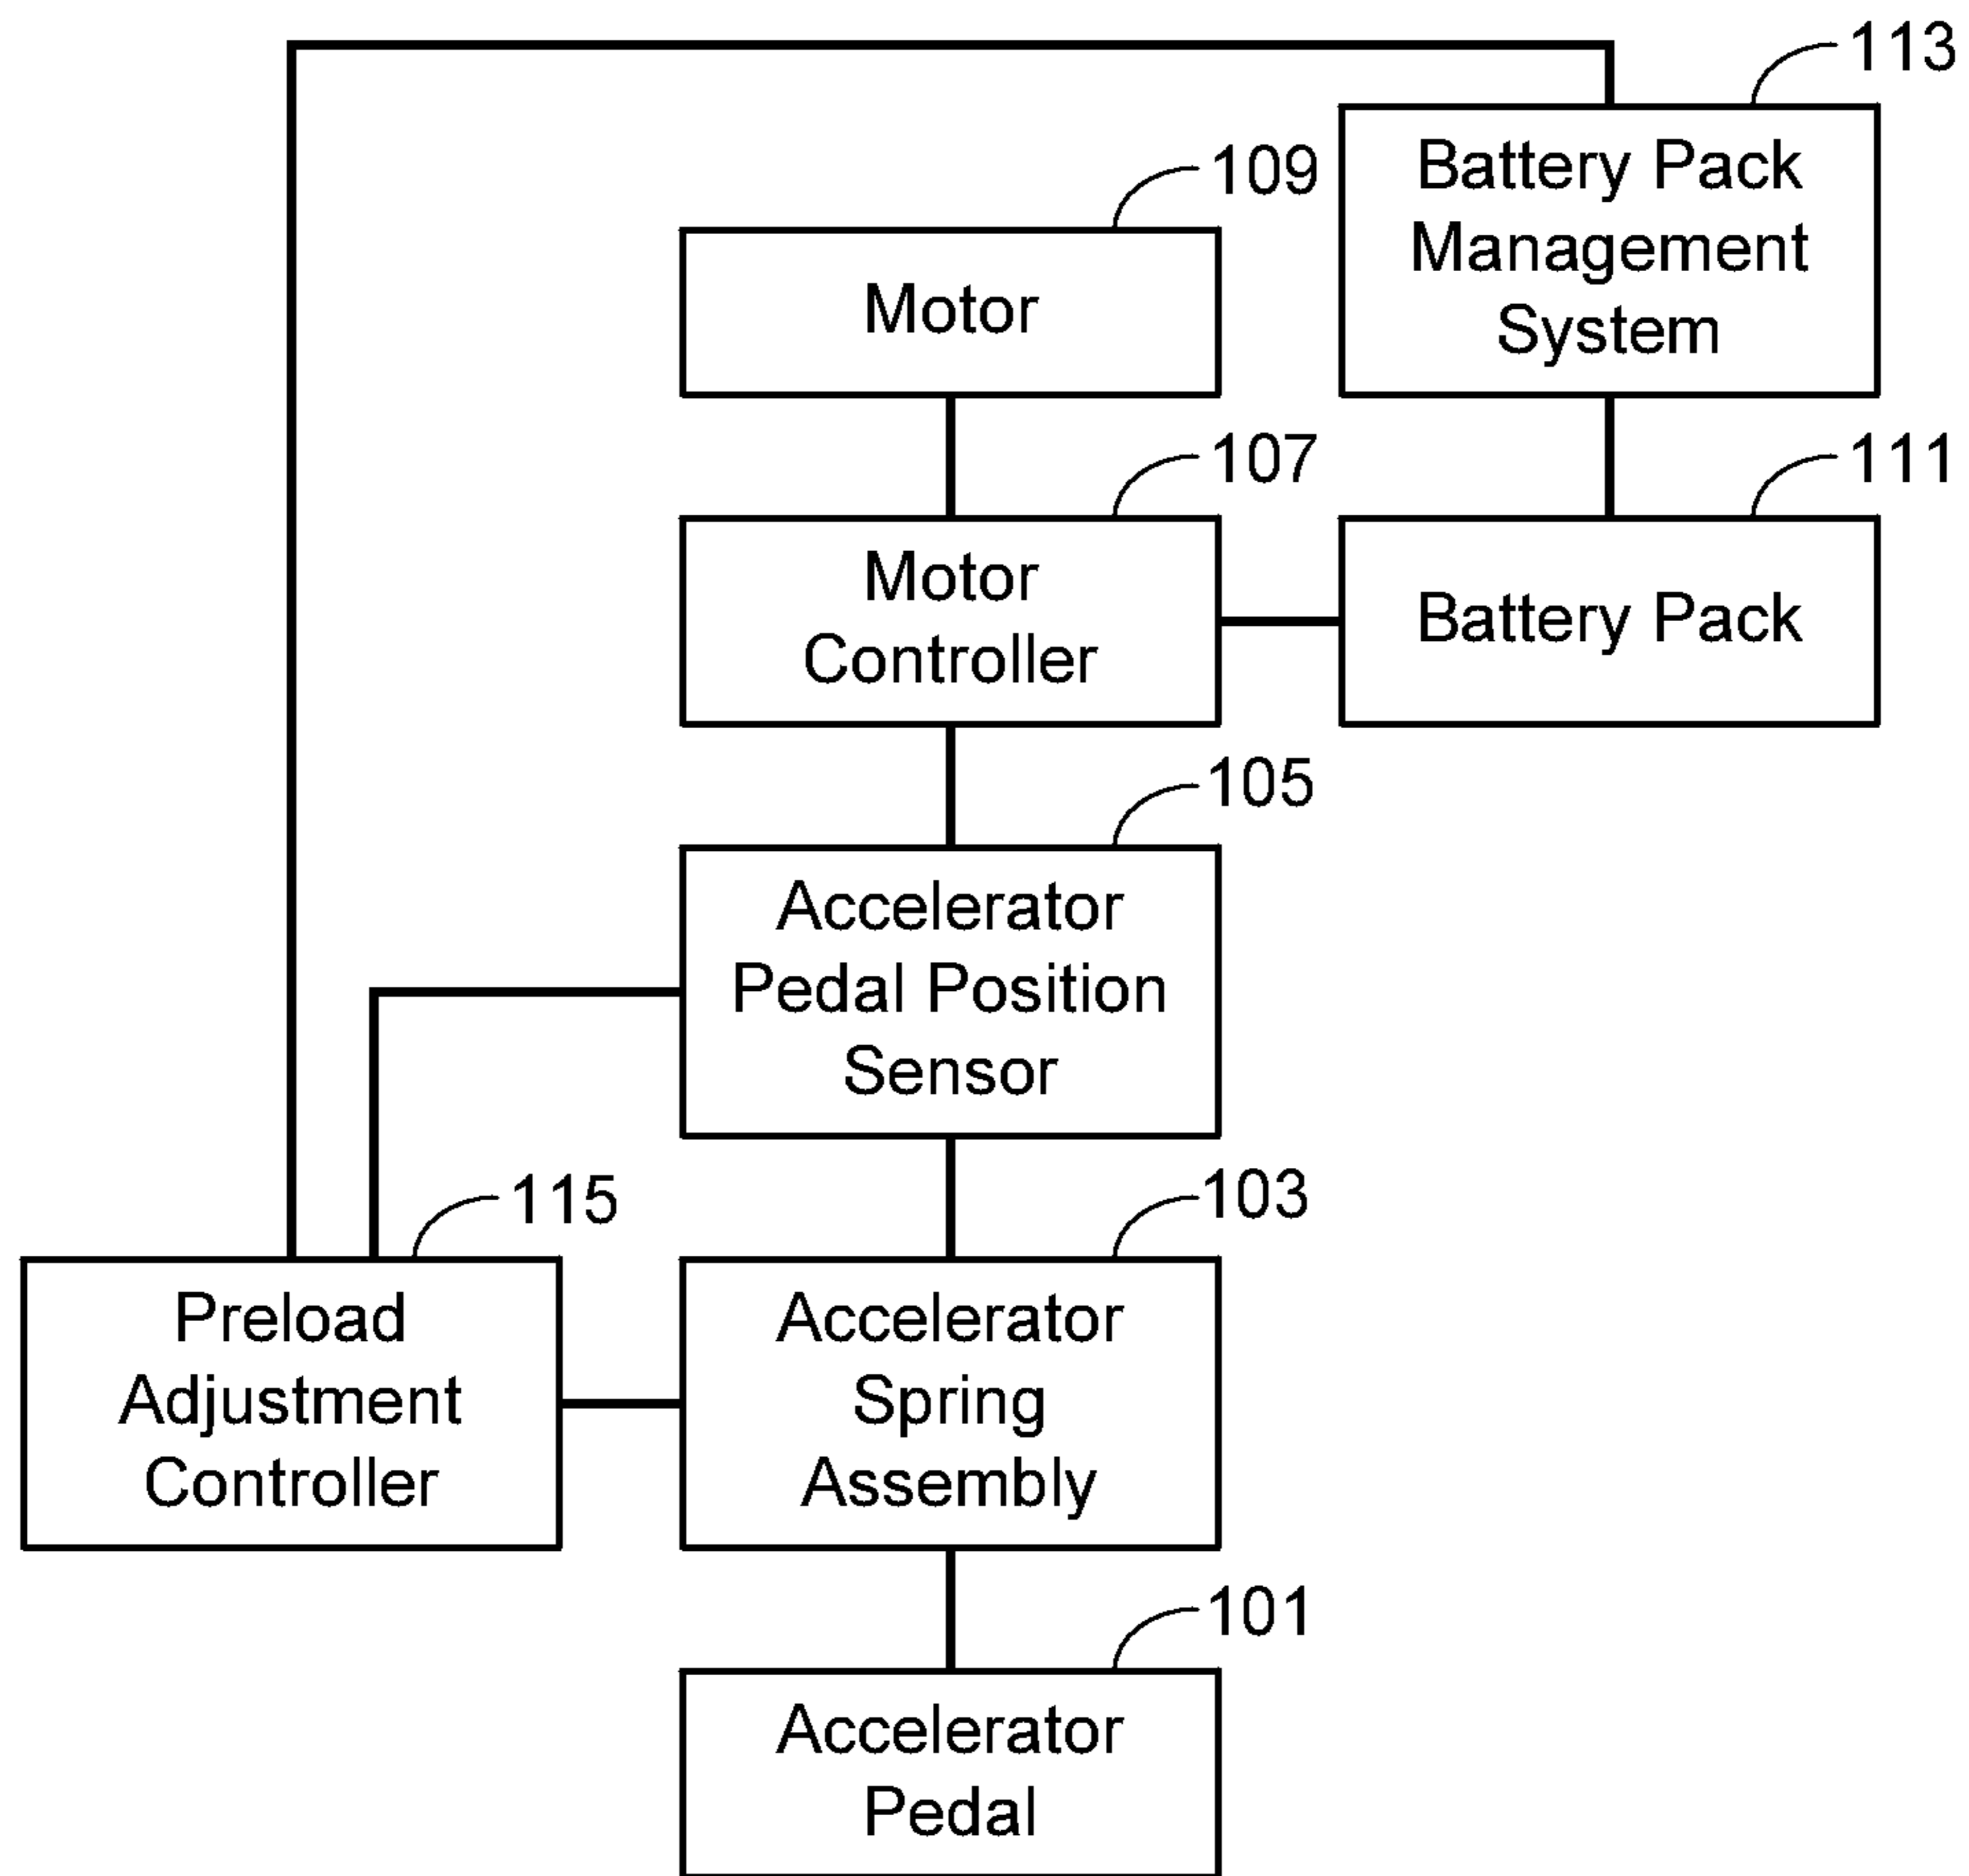 113
Battery Pack
Management
System
109
Motor
107
Motor
Controller
111
Battery Pack
105
Accelerator
Pedal Position
Sensor
115
Preload
Adjustment
Controller
103
Accelerator
Spring
Assembly
101
Accelerator
Pedal